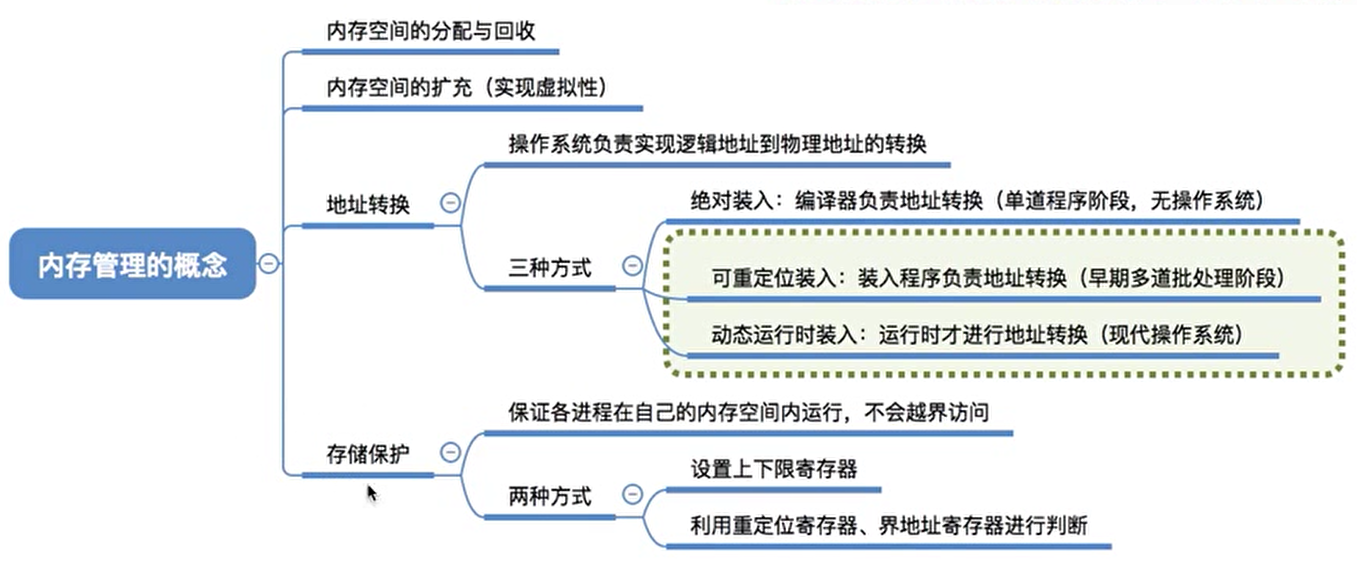 内存空间的分配与回收
内存空间的扩充（实现虚拟性）
操作系统负责实现逻辑地址到物理地址的转换
绝对装入：编译器负责地址转换（单道程序阶段，无操作系统）
地址转换
三种方式
内存管理的概念
可重定位装入：装入程序负责地址转换（早期多道批处理阶段）
动态运行时装入：运行时才进行地址转换（现代操作系统）
保证各进程在自己的内存空间内运行，不会越界访问
存储保护
设置上下限寄存器
两种方式
利用重定位寄存器、界地址寄存器进行判断